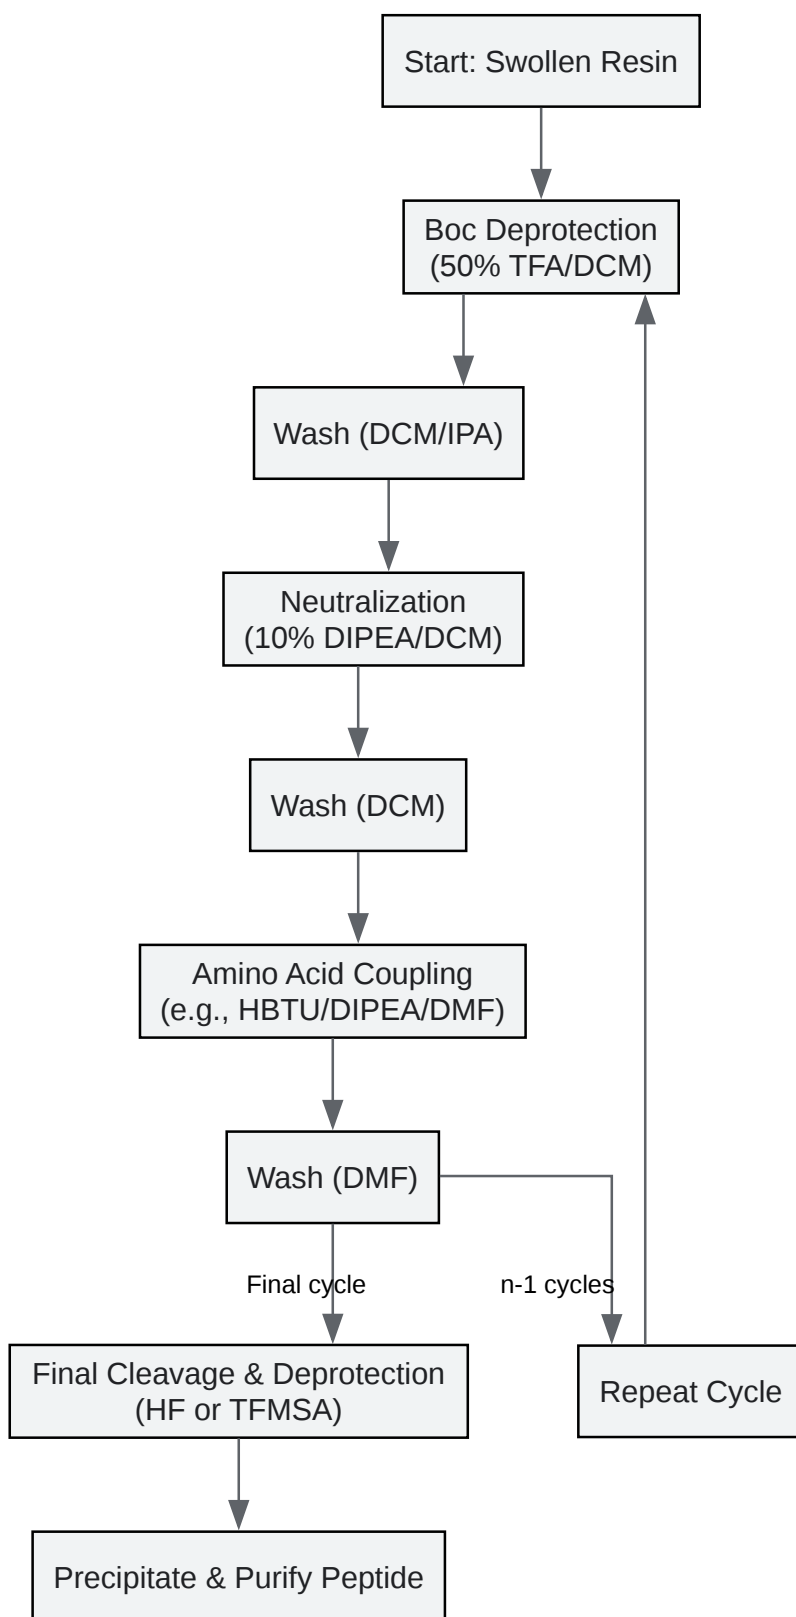 Start: Swollen Resin
Boc Deprotection
(50% TFA/DCM)
Wash (DCM/IPA)
Neutralization
(10% DIPEA/DCM)
Wash (DCM)
Amino Acid Coupling
(e.g., HBTU/DIPEA/DMF)
Wash (DMF)
Final cycle
n-1 cycles
Final Cleavage & Deprotection
(HF or TFMSA)
Repeat Cycle
Precipitate & Purify Peptide